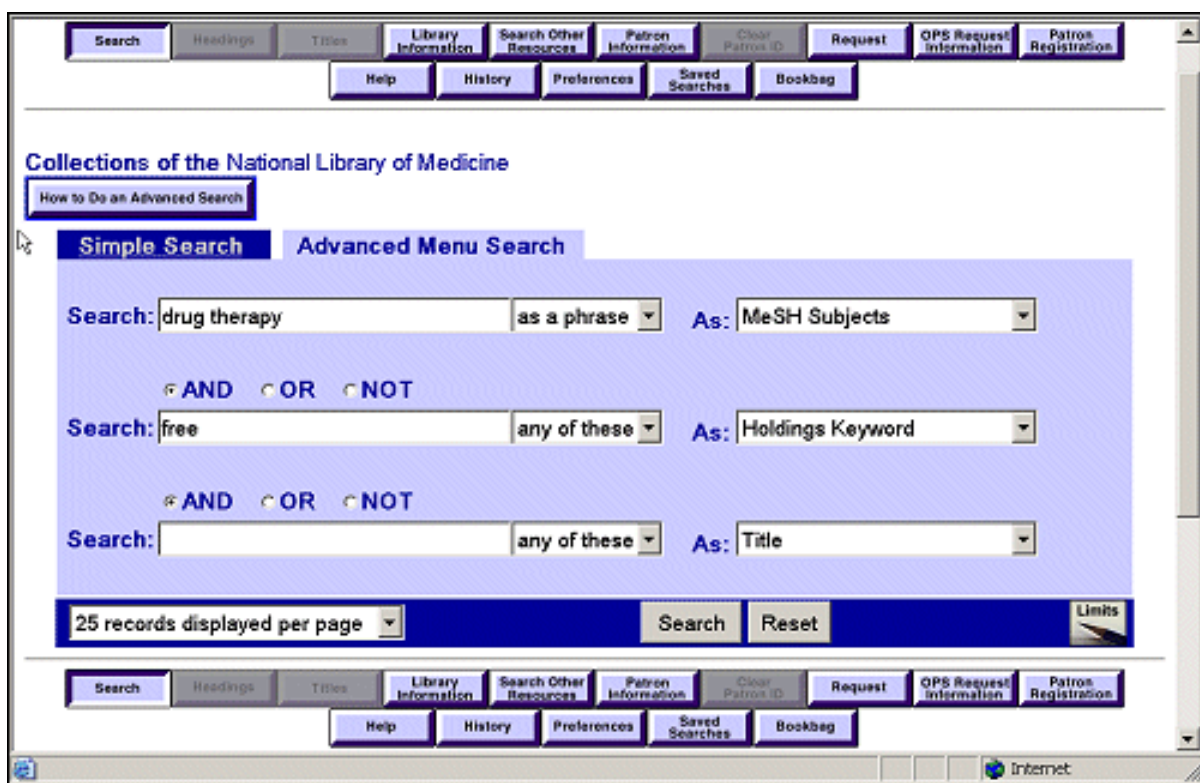 Search Headings Titles Library Information Search Other Resources Patron Information Clear Patron ID Request OPS Request Information Patron Registration
Help History Preferences Saved Searches Bookbag
Collections of the National Library of Medicine
How to Do an Advanced Search
Simple Search Advanced Menu Search
Search: drug therapy as a phrase As: MeSH Subjects
AND OR NOT
Search: free any of these As: Holdings Keyword
AND OR NOT
Search: any of these As: Title
25 records displayed per page Search Reset Limits
Search Headings Titles Library Information Search Other Resources Patron Information Clear Patron ID Request OPS Request Information Patron Registration
Help History Preferences Saved Searches Bookbag
Internet